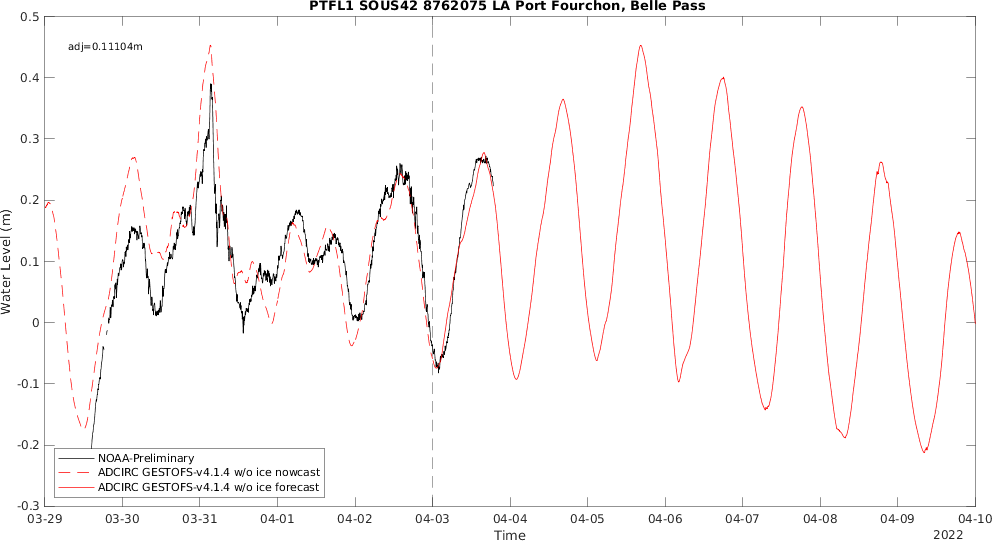 PTFL1 SOUS42 8762075 LA Port Fourchon, Belle Pass
adj=0.11104m
0.5
0.4
0.3
0.2
0.1
0
-0.1
-0.2
-0.3
Water Level (m)
NOAA-Preliminary
ADCIRC GESTOFS-v4.1.4 w/o ice nowcast
ADCIRC GESTOFS-v4.1.4 w/o ice forecast
03-29 03-30 03-31 04-01 04-02 04-03 04-04 04-05 04-06 04-07 04-08 04-09 04-10
Time
2022